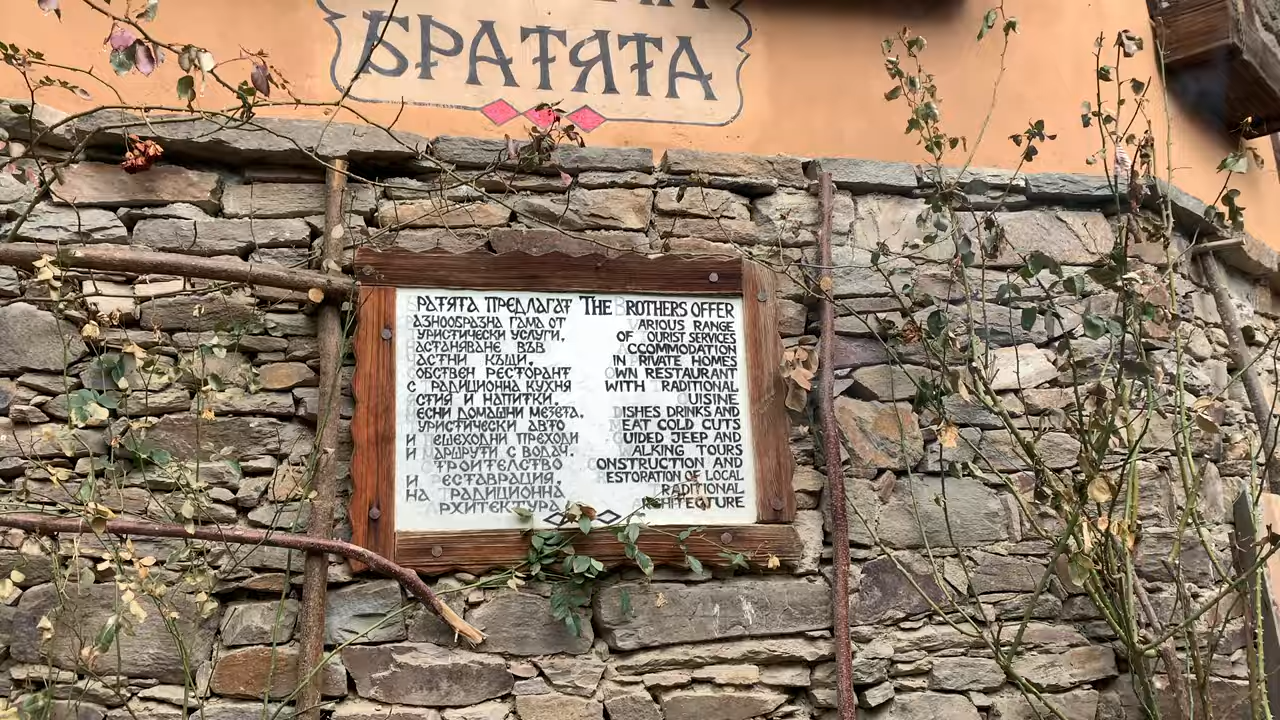 БРАТЯТА
БРАТЯТА ПРЕДЛАГАТ
РАЗНООБРАЗНА ГАМА ОТ
ТУРИСТИЧЕСКИ УСЛУГИ.
НАСТАНЯВАНЕ ВЪВ
ЧАСТНИ КЪЩИ.
СОБСТВЕН РЕСТОРАНТ
С ТРАДИЦИОННА КУХНЯ
ЯСТИЯ И НАПИТКИ.
МЕСНИ ДОМАШНИ МЕЗЕТА.
ТУРИСТИЧЕСКИ АВТО
И ПЕШЕХОДНИ ПРЕХОДИ
И МАРШРУТИ С ВОДАЧ.
СТРОИТЕЛСТВО
И РЕСТАВРАЦИЯ,
НА ТРАДИЦИОННА
АРХИТЕКТУРА
THE BROTHERS OFFER
VARIOUS RANGE
OF TOURIST SERVICES
ACCOMMODATION
IN PRIVATE HOMES
OWN RESTAURANT
WITH TRADITIONAL
CUISINE
DISHES DRINKS AND
MEAT COLD CUTS
GUIDED JEEP AND
WALKING TOURS
CONSTRUCTION AND
RESTORATION OF LOCAL
TRADITIONAL
ARCHITECTURE